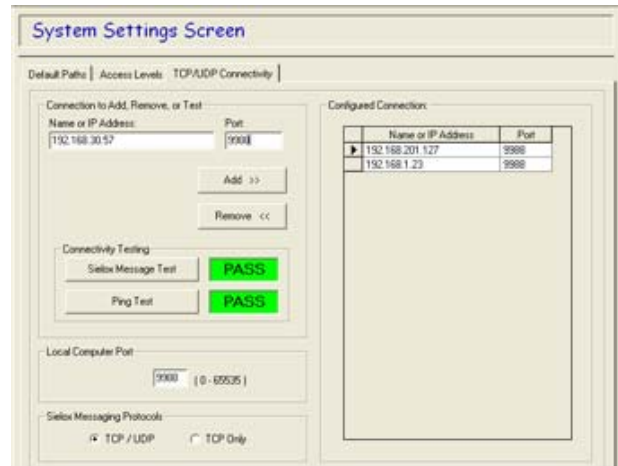 System Settings Screen
Default Paths
Access Levels
TCP/UDP Connectivity
Connection to Add, Remove, or Test
Name or IP Address:
Port:
192.168.30.57
9988
Add >>
Remove <<
Connectivity Testing
Sielox Message Test
PASS
Ping Test
PASS
Local Computer Port
9988
( 0 - 65535 )
Sielox Messaging Protocols
TCP / UDP
TCP Only
Configured Connection:
Name or IP Address
Port
192.168.201.127
9988
192.168.1.23
9988